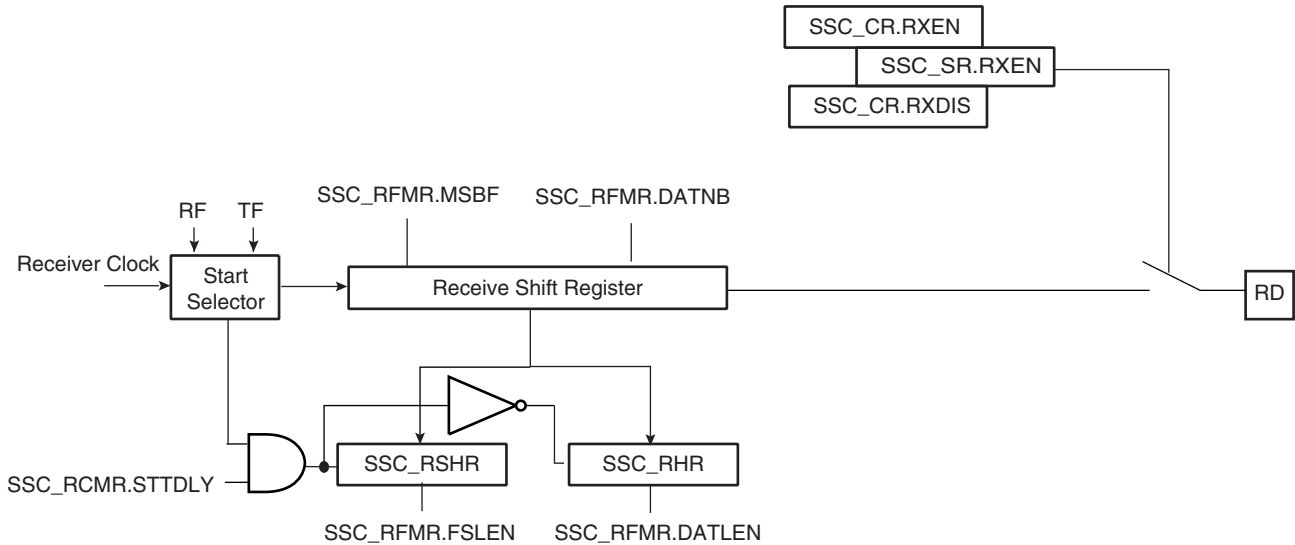 SSC_CR.RXEN
SSC_SR.RXEN
SSC_CR.RXDIS
SSC_RFMR.MSBF
SSC_RFMR.DATNB
RF
TF
Receiver Clock
Start
Selector
Receive Shift Register
RD
SSC_RSHR
SSC_RHR
SSC_RCMR.STTDLY
SSC_RFMR.FSLEN
SSC_RFMR.DATLEN